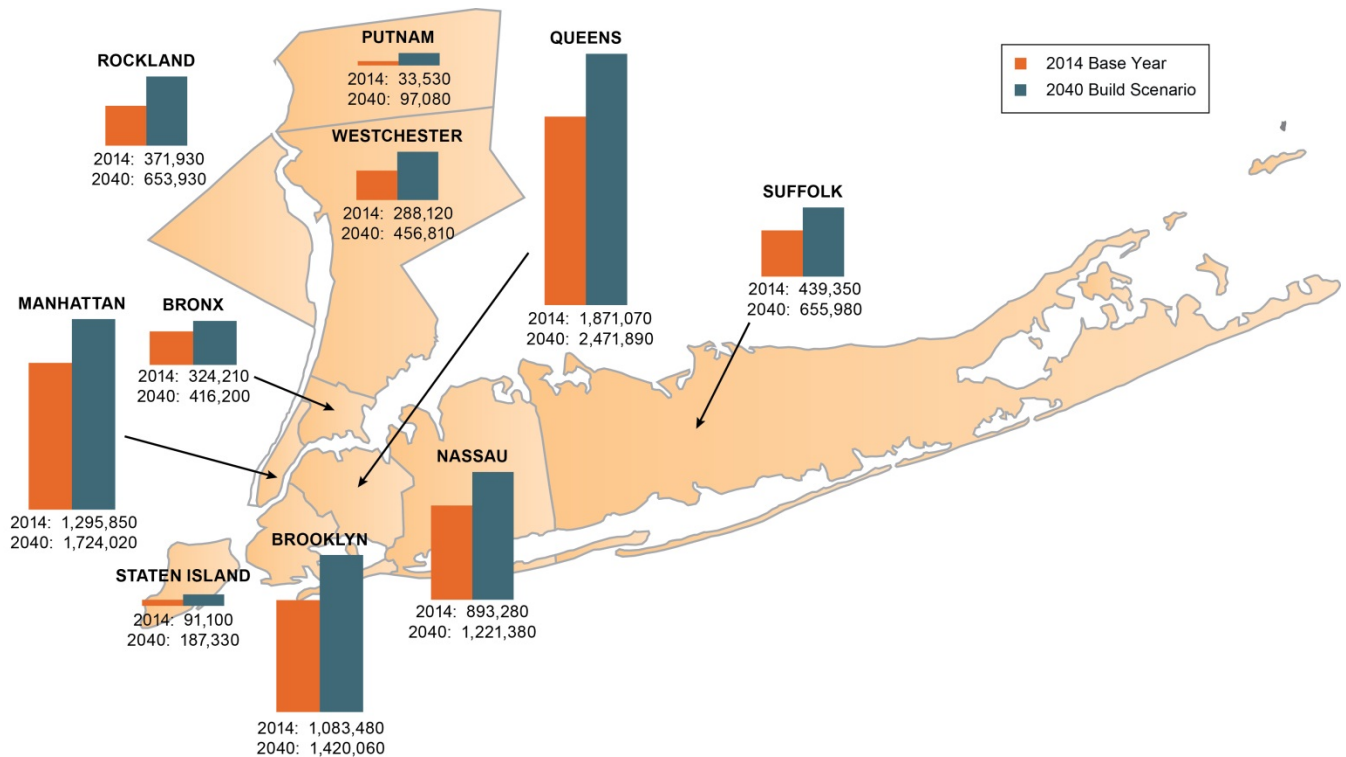 PUTNAM
2014: 33,530
2040: 97,080
QUEENS
2014: 1,871,070
2040: 2,471,890
2014 Base Year
2040 Build Scenario
ROCKLAND
2014: 371,930
2040: 653,930
WESTCHESTER
2014: 288,120
2040: 456,810
SUFFOLK
2014: 439,350
2040: 655,980
MANHATTAN
2014: 1,295,850
2040: 1,724,020
BRONX
2014: 324,210
2040: 416,200
NASSAU
2014: 893,280
2040: 1,221,380
BROOKLYN
2014: 1,083,480
2040: 1,420,060
STATEN ISLAND
2014: 91,100
2040: 187,330